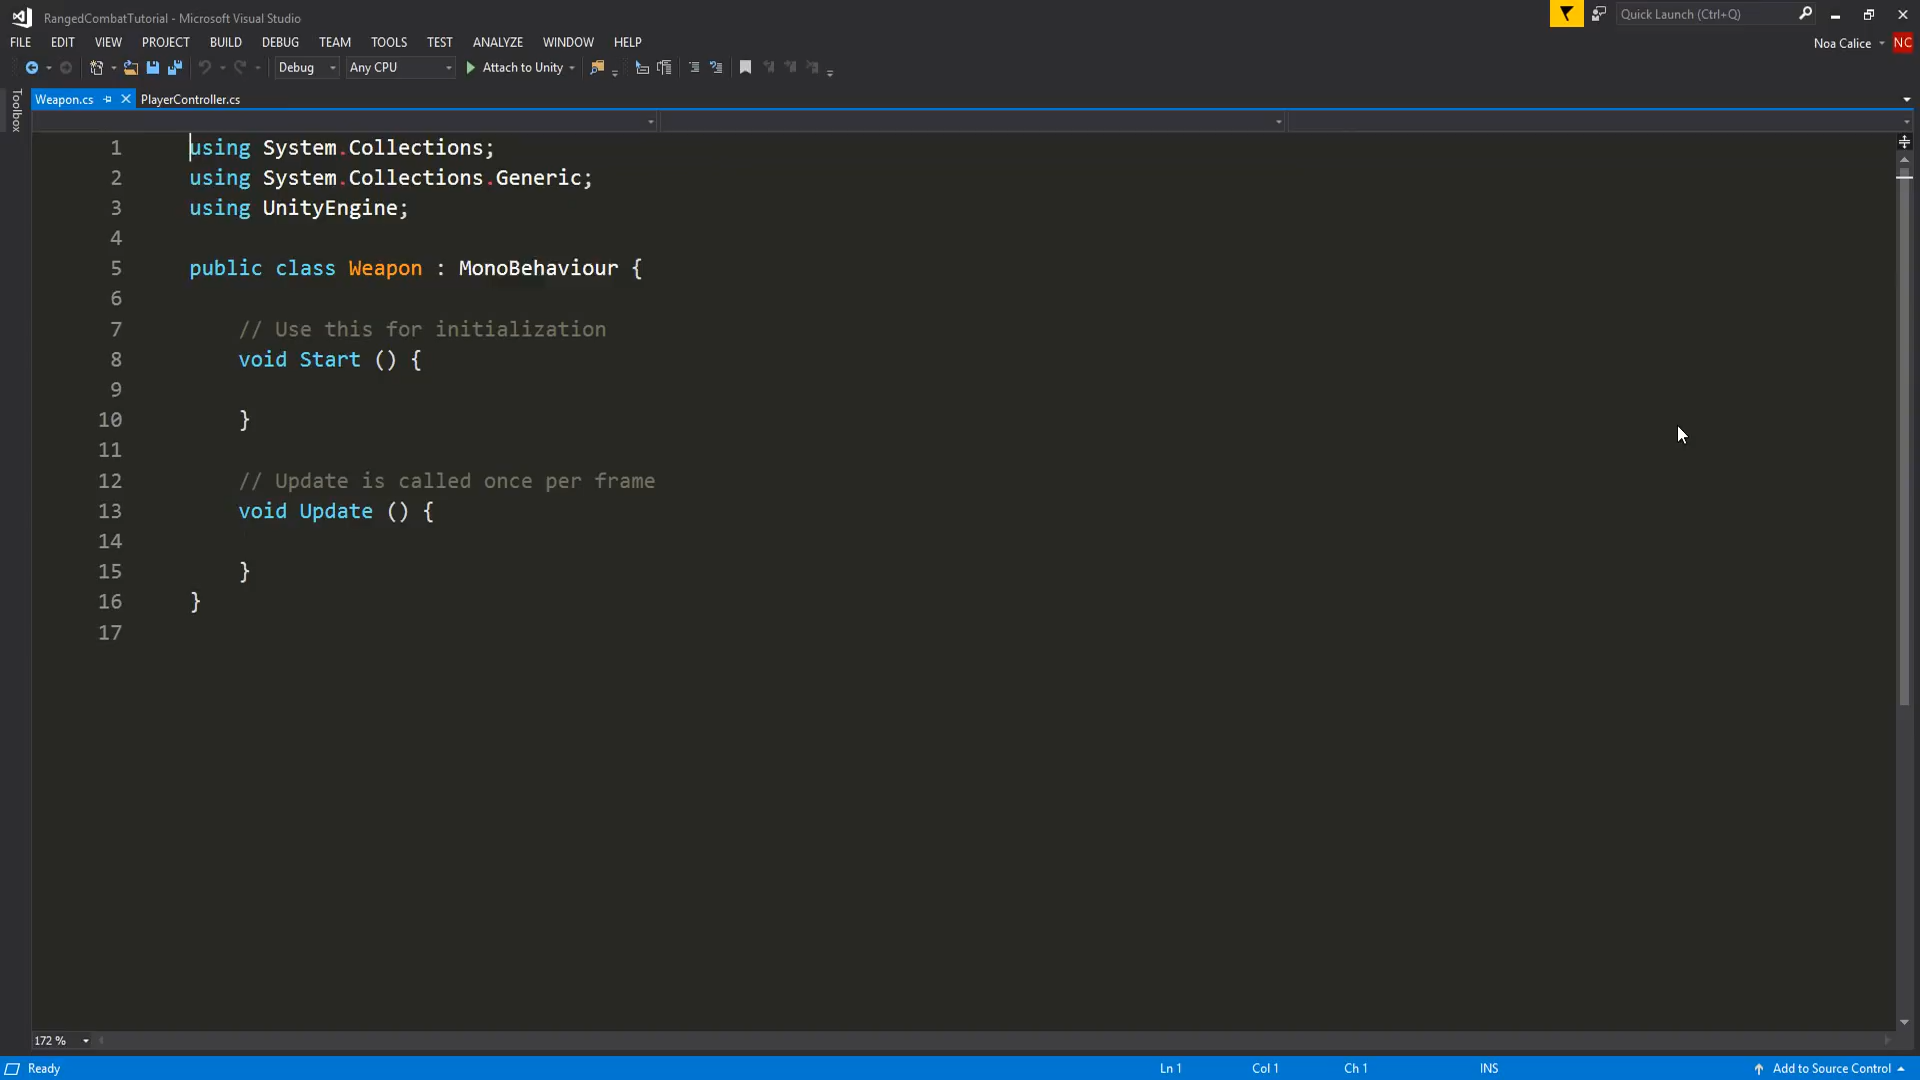 RangedCombatTutorial - Microsoft Visual Studio
Quick Launch (Ctrl+Q)
FILE EDIT VIEW PROJECT BUILD DEBUG TEAM TOOLS TEST ANALYZE WINDOW HELP
Noa Calice NC
Debug Any CPU Attach to Unity
Toolbox
Weapon.cs PlayerController.cs
1 using System.Collections;
2 using System.Collections.Generic;
3 using UnityEngine;
4
5 public class Weapon : MonoBehaviour {
6
7 // Use this for initialization
8 void Start () {
9
10 }
11
12 // Update is called once per frame
13 void Update () {
14
15 }
16 }
17
172 %
Ready Ln 1 Col 1 Ch 1 INS Add to Source Control